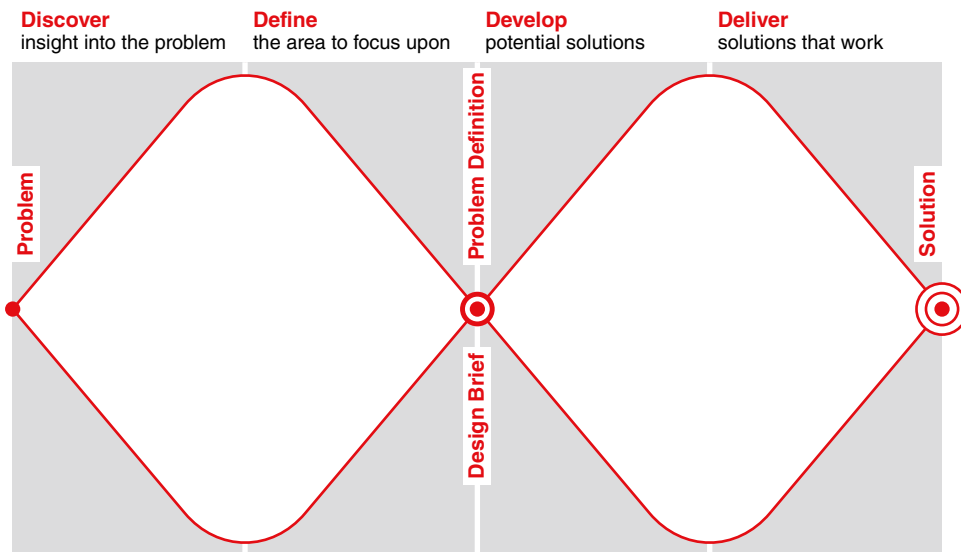 Discover
insight into the problem
Define
the area to focus upon
Develop
potential solutions
Deliver
solutions that work
Problem
Problem Definition
Design Brief
Solution